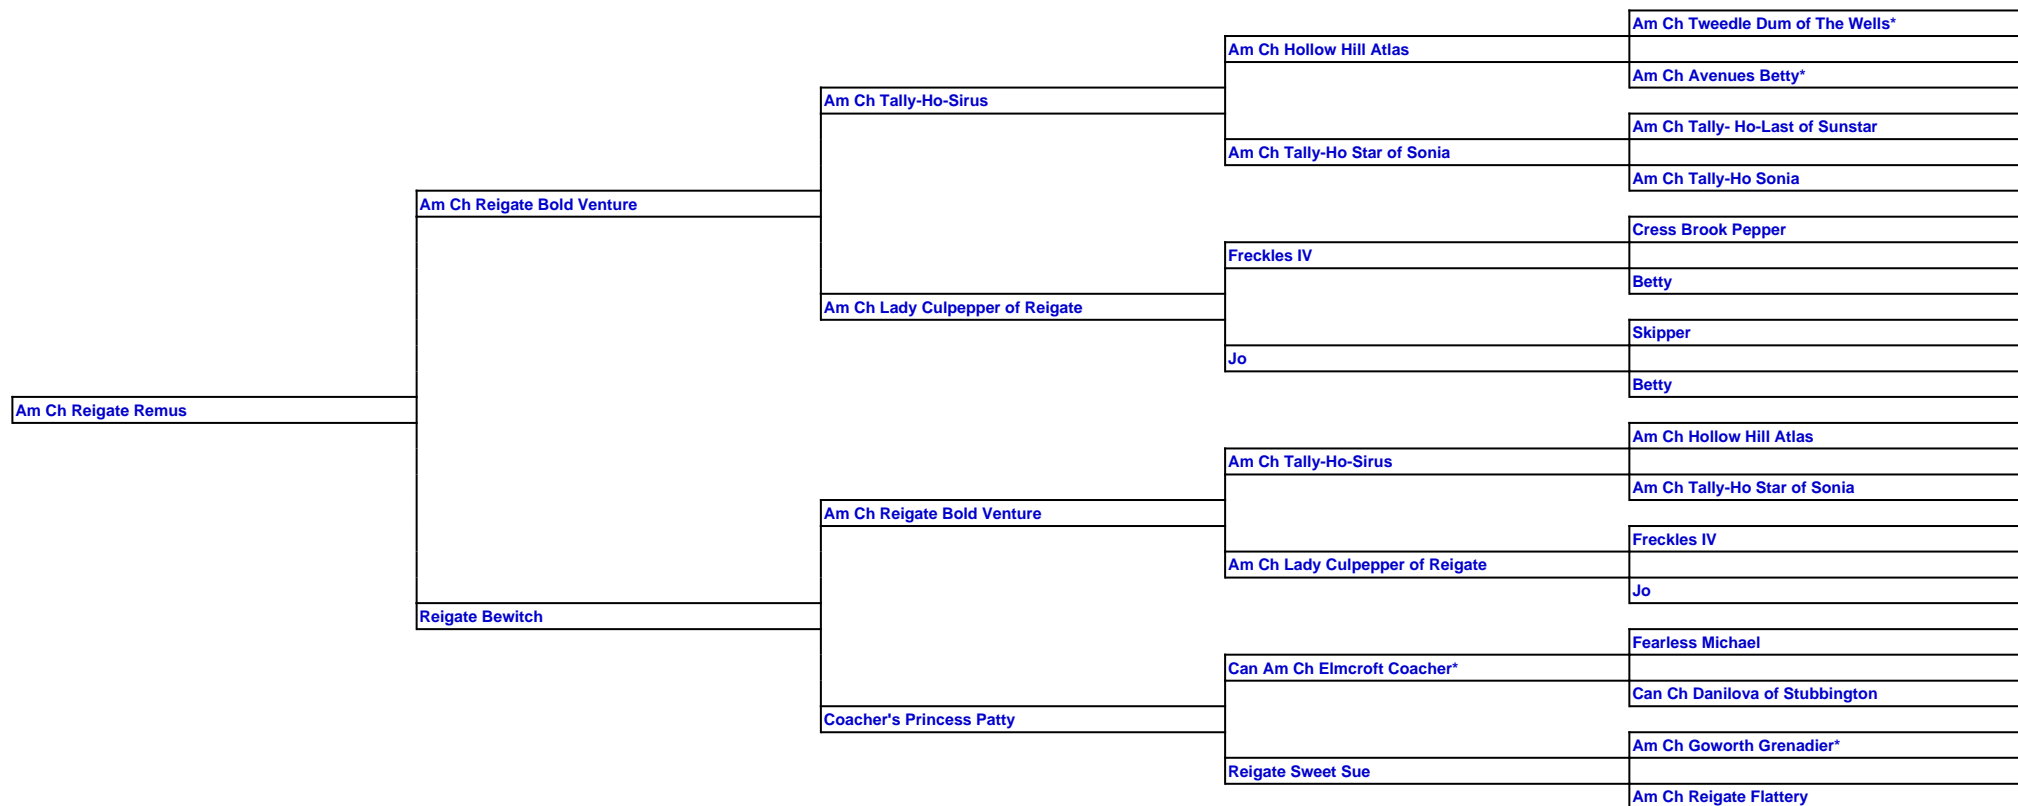 Am Ch Tweedle Dum of The Wells*
Am Ch Hollow Hill Atlas
Am Ch Avenues Betty*
Am Ch Tally-Ho-Sirus
Am Ch Tally- Ho-Last of Sunstar
Am Ch Tally-Ho Star of Sonia
Am Ch Tally-Ho Sonia
Am Ch Reigate Bold Venture
Cress Brook Pepper
Freckles IV
Betty
Am Ch Lady Culpepper of Reigate
Skipper
Jo
Betty
Am Ch Reigate Remus
Am Ch Hollow Hill Atlas
Am Ch Tally-Ho-Sirus
Am Ch Tally-Ho Star of Sonia
Am Ch Reigate Bold Venture
Freckles IV
Am Ch Lady Culpepper of Reigate
Jo
Reigate Bewitch
Fearless Michael
Can Am Ch Elmcroft Coacher*
Can Ch Danilova of Stubbington
Coacher's Princess Patty
Am Ch Goworth Grenadier*
Reigate Sweet Sue
Am Ch Reigate Flattery